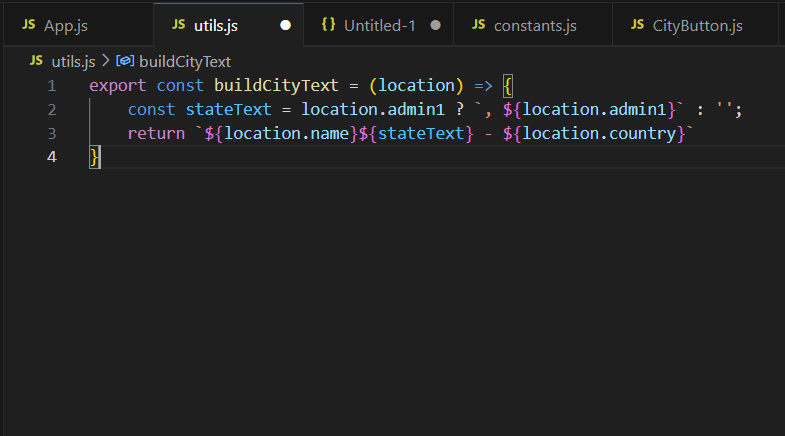 JS App.js JS utils.js {} Untitled-1 JS constants.js JS CityButton.js
JS utils.js > buildCityText
1 export const buildCityText = (location) => {
2     const stateText = location.admin1 ? `, ${location.admin1}` : '';
3     return `${location.name}${stateText} - ${location.country}`
4 }